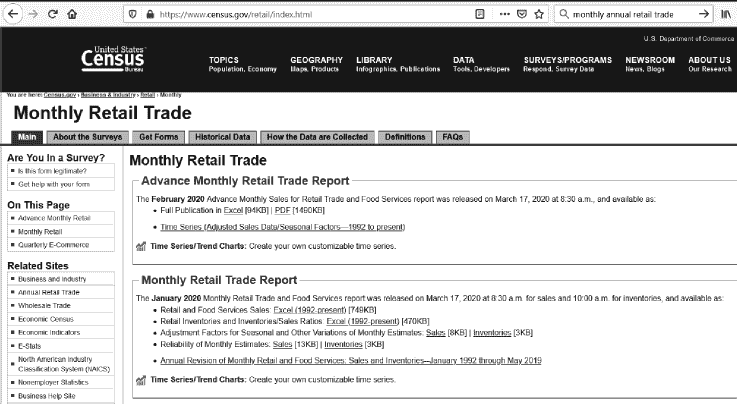 https://www.census.gov/retail/index.html
monthly annual retail trade
U.S. Department of Commerce
United States
Census
Bureau
TOPICS
Population, Economy
GEOGRAPHY
Maps, Products
LIBRARY
Infographics, Publications
DATA
Tools, Developers
SURVEYS/PROGRAMS
Respond, Survey Data
NEWSROOM
News, Blogs
ABOUT US
Our Research
You are here: Census.gov › Business & Industry › Retail › Monthly
Monthly Retail Trade
Main
About the Surveys
Get Forms
Historical Data
How the Data are Collected
Definitions
FAQs
Are You In a Survey?
Is this form legitimate?
Get help with your form
On This Page
Advance Monthly Retail
Monthly Retail
Quarterly E-Commerce
Related Sites
Business and Industry
Annual Retail Trade
Wholesale Trade
Economic Census
Economic Indicators
E-Stats
North American Industry
Classification System (NAICS)
Nonemployer Statistics
Business Help Site
Monthly Retail Trade
Advance Monthly Retail Trade Report
The February 2020 Advance Monthly Sales for Retail Trade and Food Services report was released on March 17, 2020 at 8:30 a.m., and available as:
Full Publication in Excel [94KB] | PDF [1490KB]
Time Series (Adjusted Sales Data/Seasonal Factors—1992 to present)
Time Series/Trend Charts: Create your own customizable time series.
Monthly Retail Trade Report
The January 2020 Monthly Retail Trade and Food Services report was released on March 17, 2020 at 8:30 a.m. for sales and 10:00 a.m. for inventories, and available as:
Retail and Food Services Sales: Excel (1992-present) [749KB]
Retail Inventories and Inventories/Sales Ratios: Excel (1992-present) [470KB]
Adjustment Factors for Seasonal and Other Variations of Monthly Estimates: Sales [8KB] | Inventories [3KB]
Reliability of Monthly Estimates: Sales [13KB] | Inventories [3KB]
Annual Revision of Monthly Retail and Food Services: Sales and Inventories—January 1992 through May 2019
Time Series/Trend Charts: Create your own customizable time series.